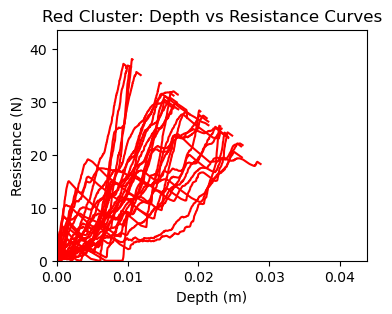 Red Cluster: Depth vs Resistance Curves
40
30
20
10
0
Resistance (N)
0.00 0.01 0.02 0.03 0.04
Depth (m)